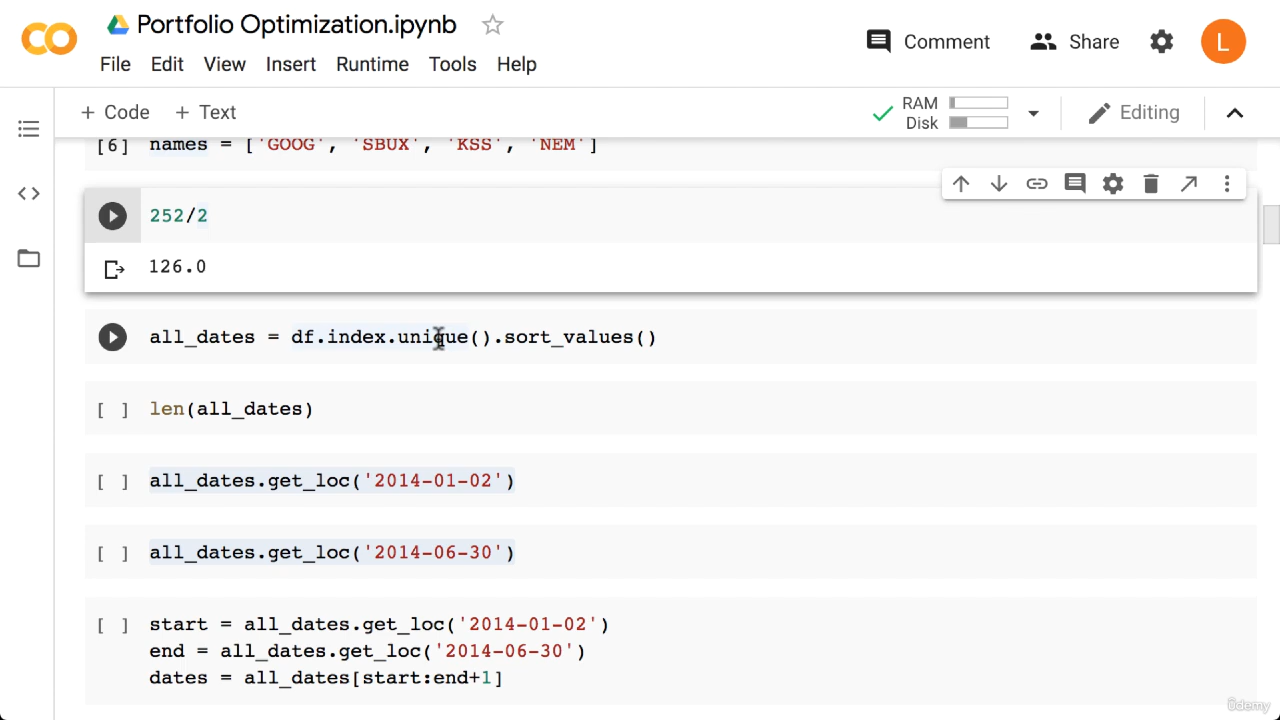 Portfolio Optimization.ipynb
File Edit View Insert Runtime Tools Help
Comment
Share
L
+ Code + Text
RAM
Disk
Editing
[6] names = ['GOOG', 'SBUX', 'KSS', 'NEM']
252/2
126.0
all_dates = df.index.unique().sort_values()
[ ] len(all_dates)
[ ] all_dates.get_loc('2014-01-02')
[ ] all_dates.get_loc('2014-06-30')
[ ] start = all_dates.get_loc('2014-01-02')
end = all_dates.get_loc('2014-06-30')
dates = all_dates[start:end+1]
ûdemy